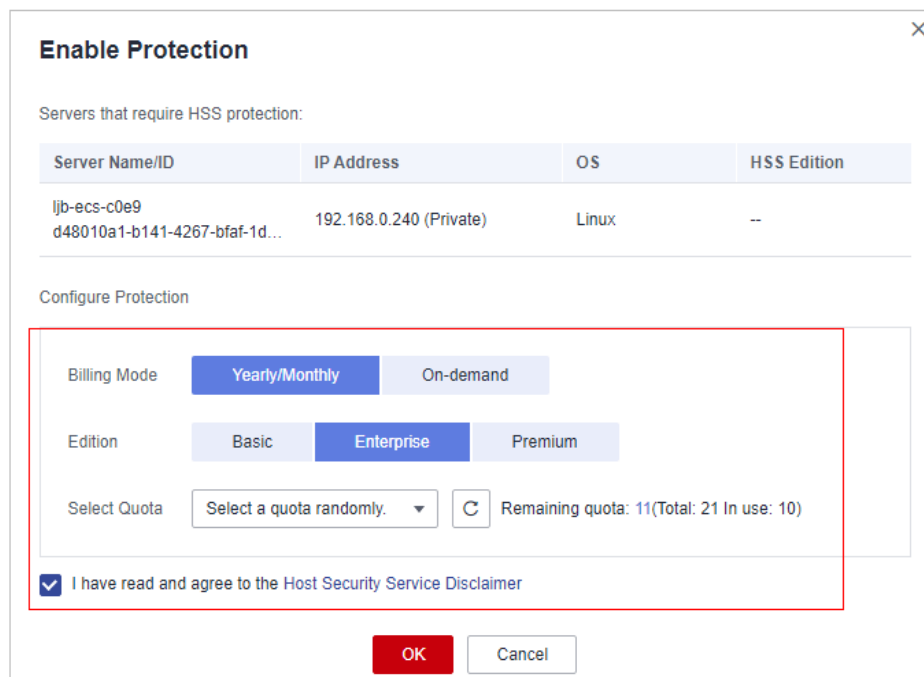 Enable Protection
Servers that require HSS protection:
Server Name/ID IP Address OS HSS Edition
ljb-ecs-c0e9
d48010a1-b141-4267-bfaf-1d... 192.168.0.240 (Private) Linux --
Configure Protection
Billing Mode Yearly/Monthly On-demand
Edition Basic Enterprise Premium
Select Quota Select a quota randomly. Remaining quota: 11(Total: 21 In use: 10)
I have read and agree to the Host Security Service Disclaimer
OK Cancel